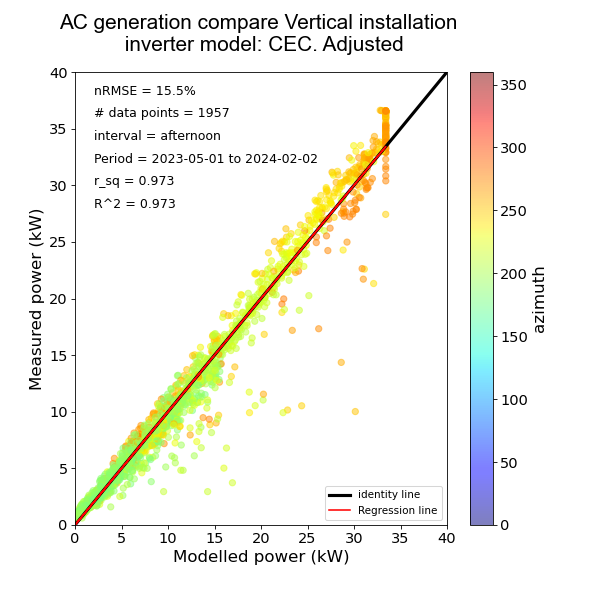 AC generation compare Vertical installation
inverter model: CEC. Adjusted
nRMSE = 15.5%
# data points = 1957
interval = afternoon
Period = 2023-05-01 to 2024-02-02
r_sq = 0.973
R^2 = 0.973
40
35
30
25
20
15
10
5
0
Measured power (kW)
0 5 10 15 20 25 30 35 40
Modelled power (kW)
identity line
Regression line
350
300
250
200
150
100
50
0
azimuth